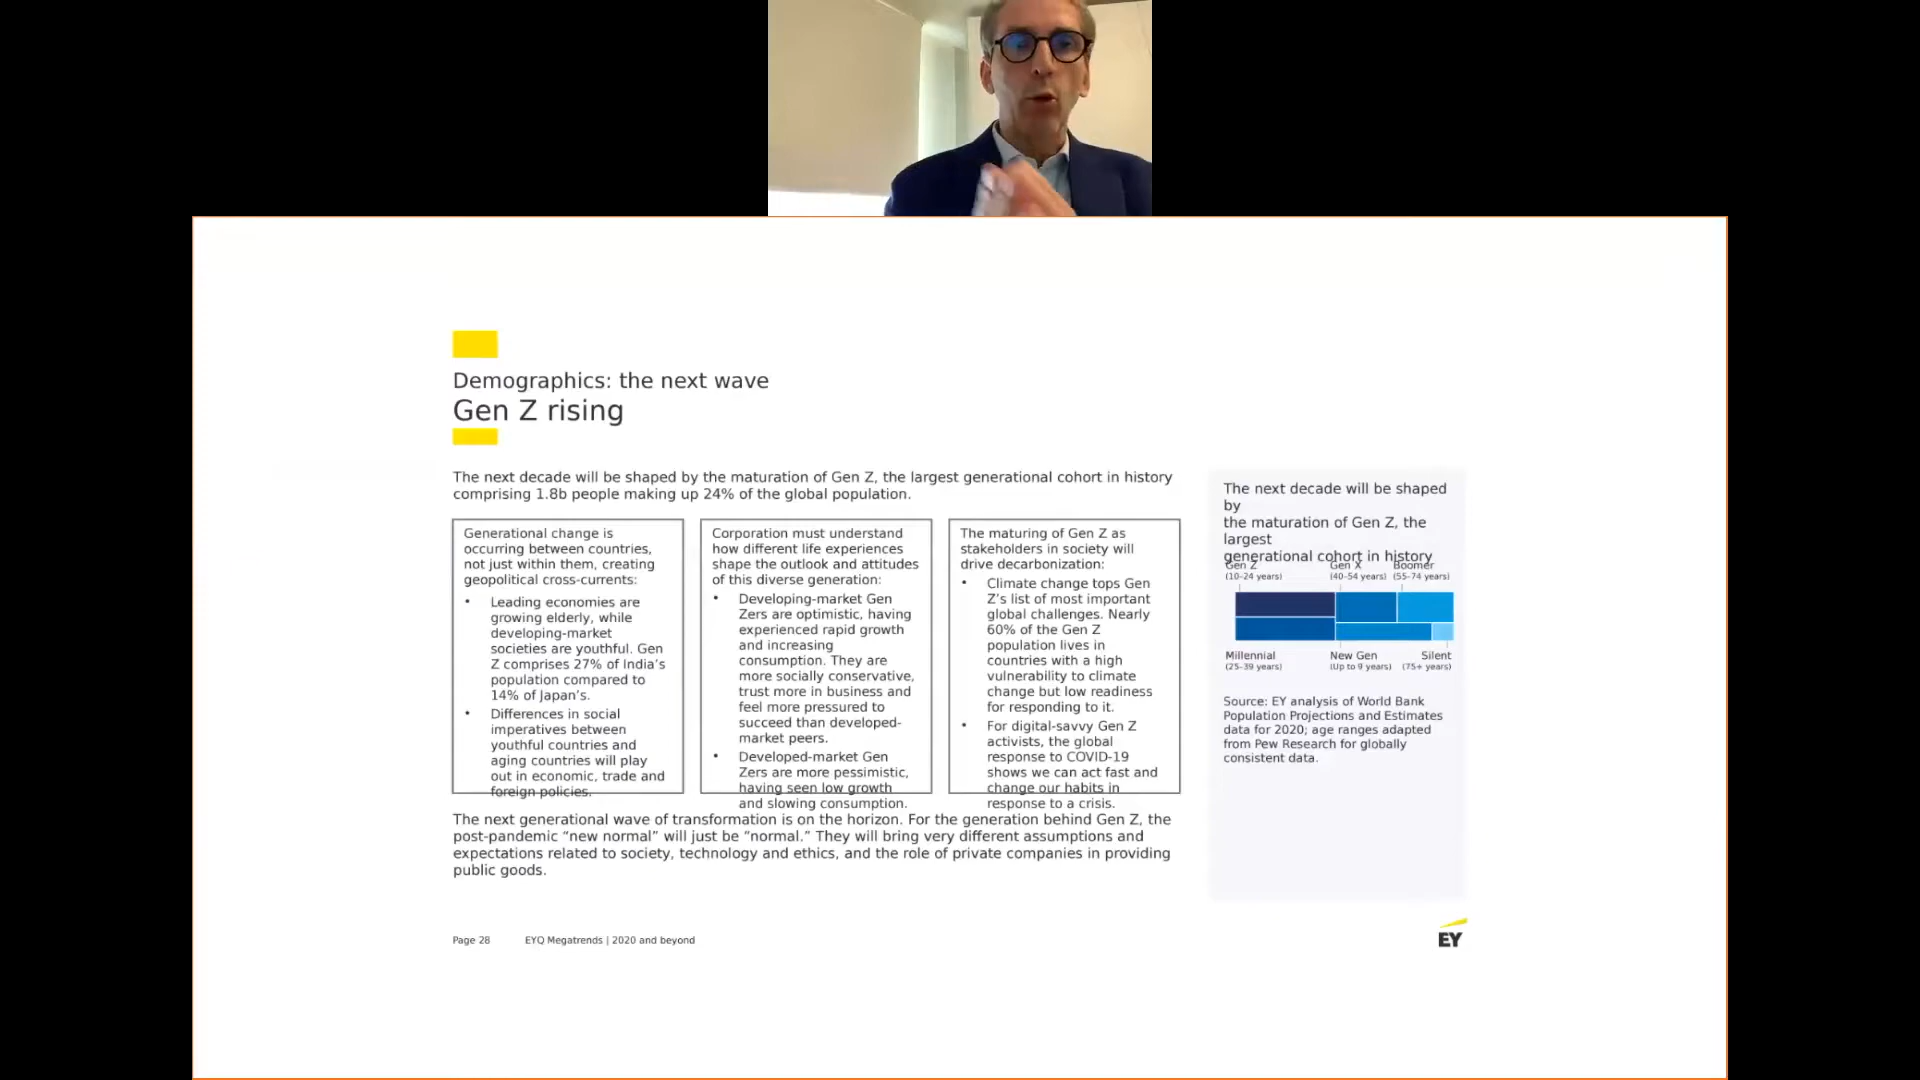 Demographics: the next wave
Gen Z rising
The next decade will be shaped by the maturation of Gen Z, the largest generational cohort in history
comprising 1.8b people making up 24% of the global population.
Generational change is
occurring between countries,
not just within them, creating
geopolitical cross-currents:
• Leading economies are
growing elderly, while
developing-market
societies are youthful. Gen
Z comprises 27% of India’s
population compared to
14% of Japan’s.
• Differences in social
imperatives between
youthful countries and
aging countries will play
out in economic, trade and
foreign policies.
Corporation must understand
how different life experiences
shape the outlook and attitudes
of this diverse generation:
• Developing-market Gen
Zers are optimistic, having
experienced rapid growth
and increasing
consumption. They are
more socially conservative,
trust more in business and
feel more pressured to
succeed than developed-
market peers.
• Developed-market Gen
Zers are more pessimistic,
having seen low growth
and slowing consumption.
The maturing of Gen Z as
stakeholders in society will
drive decarbonization:
• Climate change tops Gen
Z’s list of most important
global challenges. Nearly
60% of the Gen Z
population lives in
countries with a high
vulnerability to climate
change but low readiness
for responding to it.
• For digital-savvy Gen Z
activists, the global
response to COVID-19
shows we can act fast and
change our habits in
response to a crisis.
The next generational wave of transformation is on the horizon. For the generation behind Gen Z, the
post-pandemic “new normal” will just be “normal.” They will bring very different assumptions and
expectations related to society, technology and ethics, and the role of private companies in providing
public goods.
The next decade will be shaped
by
the maturation of Gen Z, the
largest
generational cohort in history
Gen Z Gen X Boomer
(10–24 years) (40–54 years) (55–74 years)
Millennial New Gen Silent
(25–39 years) (Up to 9 years) (75+ years)
Source: EY analysis of World Bank
Population Projections and Estimates
data for 2020; age ranges adapted
from Pew Research for globally
consistent data.
Page 28 EYQ Megatrends | 2020 and beyond
EY